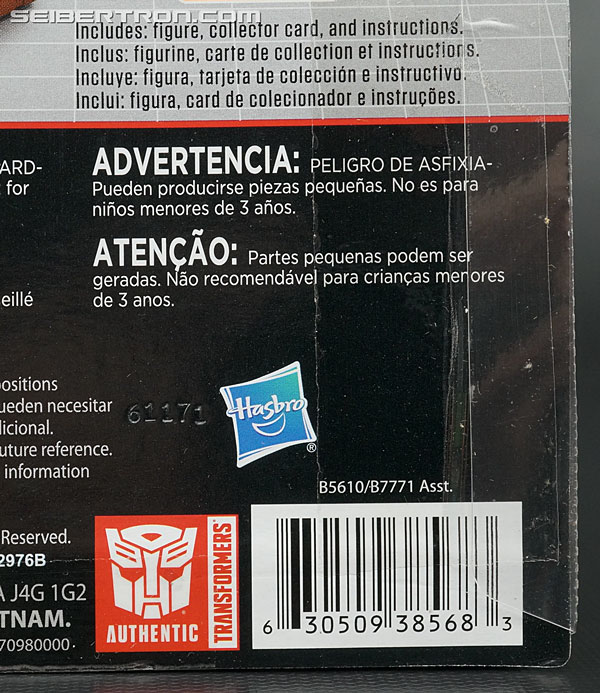 SEIBERTRON.COM
Includes: figure, collector card, and instructions.
Inclus: figurine, carte de collection et instructions.
Incluye: figura, tarjeta de colección e instructivo.
Inclui: figura, card de colecionador e instruções.
ARD-
t for
ADVERTENCIA: PELIGRO DE ASFIXIA-
Pueden producirse piezas pequeñas. No es para
niños menores de 3 años.
ATENÇÃO: Partes pequenas podem ser
geradas. Não recomendável para crianças menores
de 3 anos.
seillé
positions
ueden necesitar
dicional.
uture reference.
information
61171
Hasbro
®
B5610/B7771 Asst.
Reserved.
2976B
A J4G 1G2
TNAM.
70980000
AUTHENTIC
TRANSFORMERS
6 30509 38568 3